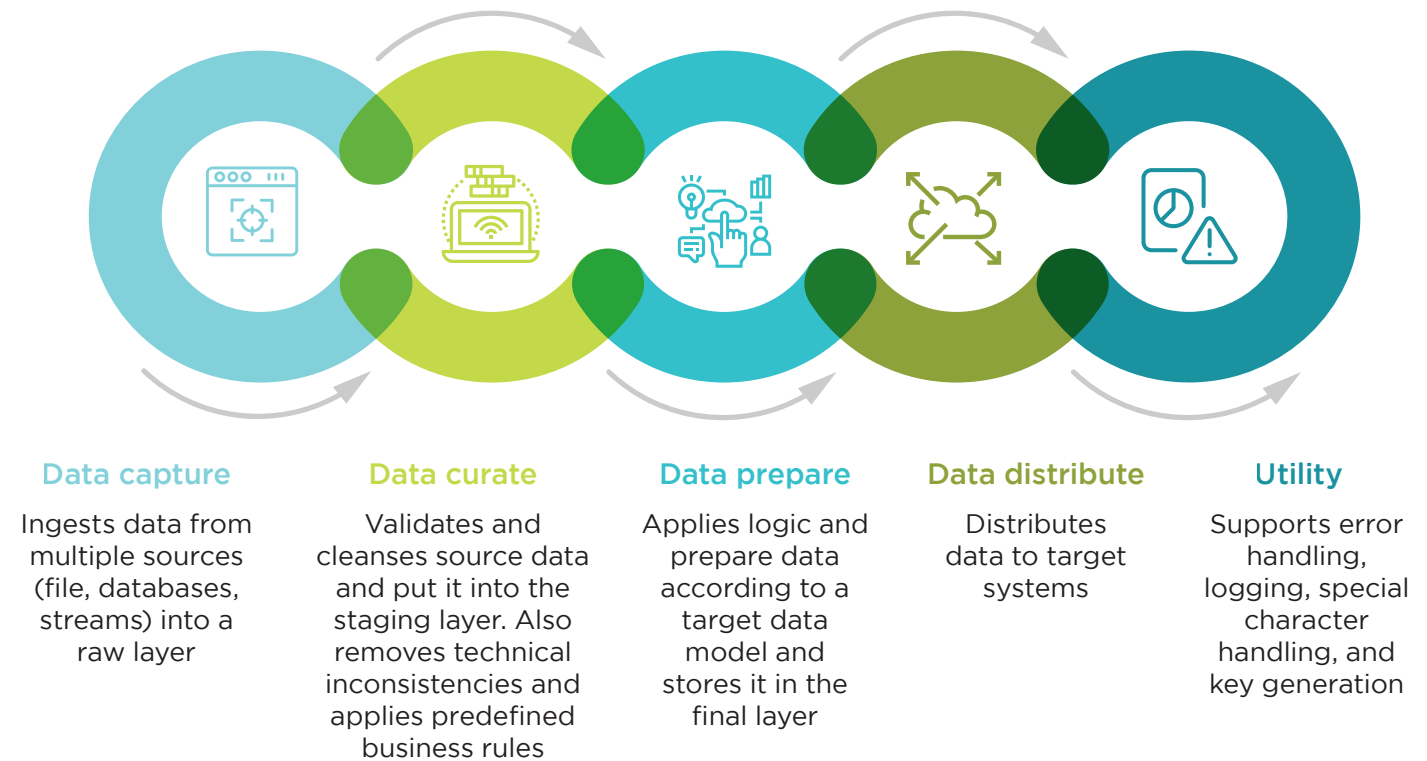 Data capture
Ingests data from
multiple sources
(file, databases,
streams) into a
raw layer
Data curate
Validates and
cleanses source data
and put it into the
staging layer. Also
removes technical
inconsistencies and
applies predefined
business rules
Data prepare
Applies logic and
prepare data
according to a
target data
model and
stores it in the
final layer
Data distribute
Distributes
data to target
systems
Utility
Supports error
handling,
logging, special
character
handling, and
key generation